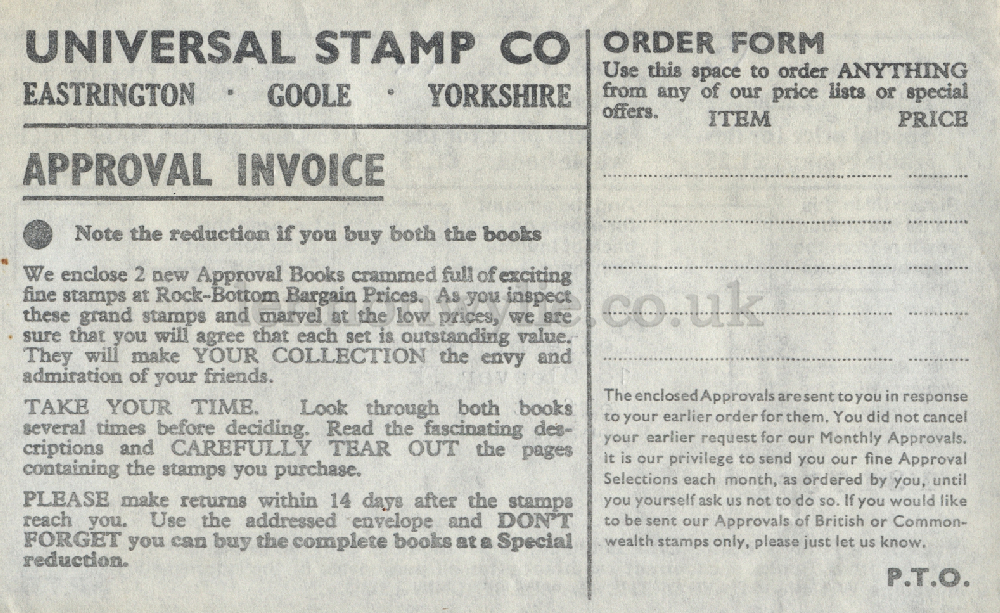 UNIVERSAL STAMP CO
EASTRINGTON · GOOLE · YORKSHIRE
APPROVAL INVOICE
Note the reduction if you buy both the books
We enclose 2 new Approval Books crammed full of exciting
fine stamps at Rock-Bottom Bargain Prices. As you inspect
these grand stamps and marvel at the low prices, we are
sure that you will agree that each set is outstanding value.
They will make YOUR COLLECTION the envy and
admiration of your friends.
TAKE YOUR TIME. Look through both books
several times before deciding. Read the fascinating des-
criptions and CAREFULLY TEAR OUT the pages
containing the stamps you purchase.
PLEASE make returns within 14 days after the stamps
reach you. Use the addressed envelope and DON'T
FORGET you can buy the complete books at a Special
reduction.
ORDER FORM
Use this space to order ANYTHING
from any of our price lists or special
offers. ITEM PRICE
The enclosed Approvals are sent to you in response
to your earlier order for them. You did not cancel
your earlier request for our Monthly Approvals.
It is our privilege to send you our fine Approval
Selections each month, as ordered by you, until
you yourself ask us not to do so. If you would like
to be sent our Approvals of British or Common-
wealth stamps only, please just let us know.
P.T.O.
.co.uk